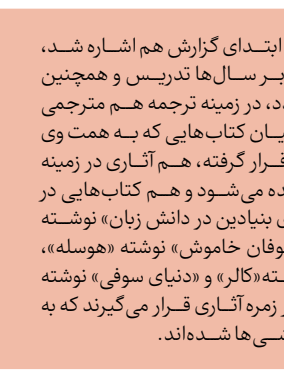 ابتدای گزارش هم اشاره شد،
بر سال‌ها تدریس و همچنین
در زمینه ترجمه هم مترجمی
کتاب‌هایی که به همت وی
قرار گرفته، هم آثاری در زمینه
می‌شود و هم کتاب‌هایی در
بنیادین در دانش زبان» نوشته
خاموش» نوشته «هوسله»،
«کالر» و «دنیای سوفی» نوشته
زمره آثاری قرار می‌گیرند که به
شده‌اند.